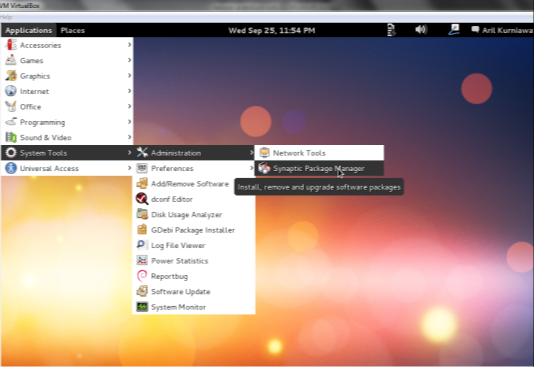 VM VirtualBox
Help
Applications Places Wed Sep 25, 11:54 PM Aril Kurniawa
Accessories
Games
Graphics
Internet
Office
Programming
Sound & Video
System Tools
Universal Access
Administration
Preferences
Add/Remove Software
dconf Editor
Disk Usage Analyzer
GDebi Package Installer
Log File Viewer
Power Statistics
Reportbug
Software Update
System Monitor
Network Tools
Synaptic Package Manager
Install, remove and upgrade software packages